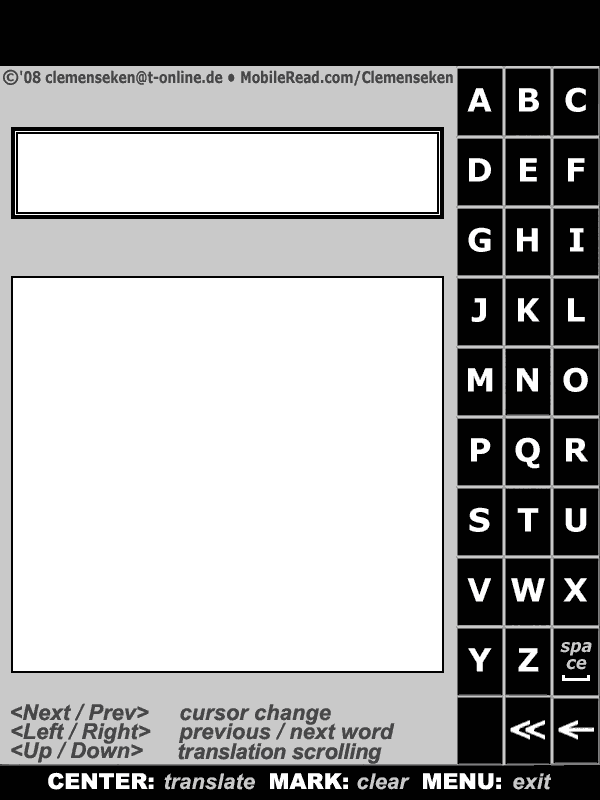 ©'08 clemenseken@t-online.de • MobileRead.com/Clemenseken
A B C
D E F
G H I
J K L
M N O
P Q R
S T U
V W X
Y Z spa
ce
<Next / Prev> cursor change
<Left / Right> previous / next word
<Up / Down> translation scrolling
CENTER: translate MARK: clear MENU: exit